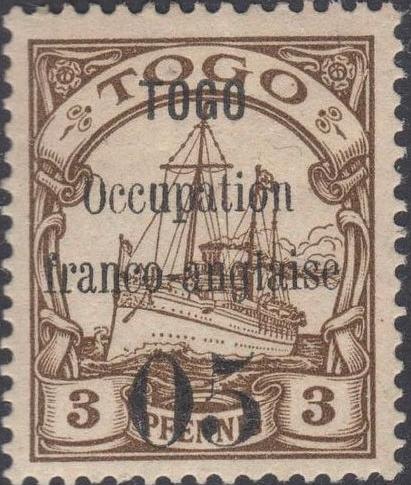 TOGO
TOGO
Occupation
franco-anglaise
05
3 PFENNIG 3